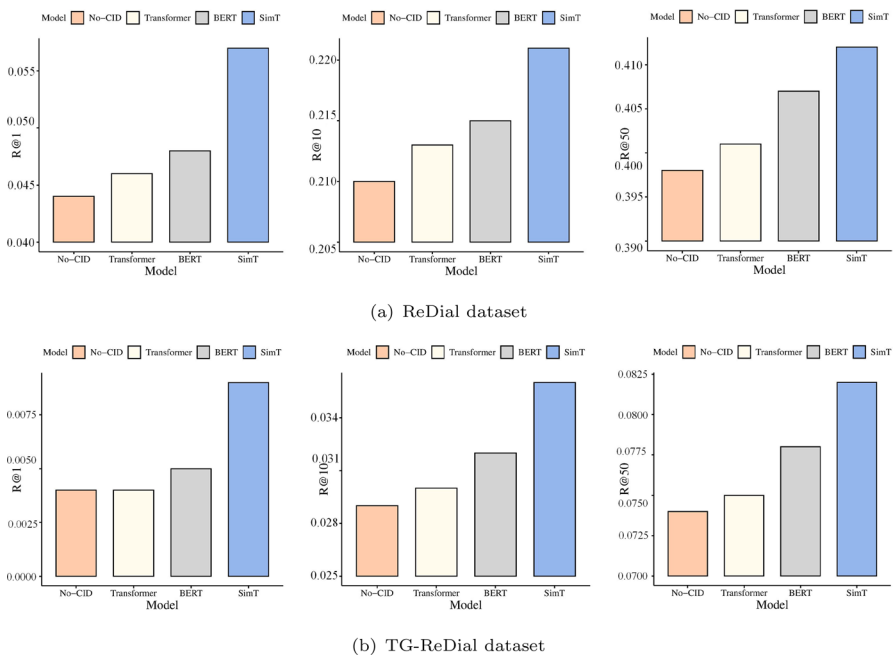 Model No−CID Transformer BERT SimT
0.055
0.050
0.045
0.040
R@1
No−CID Transformer BERT SimT
Model
Model No−CID Transformer BERT SimT
0.220
0.215
0.210
0.205
R@10
No−CID Transformer BERT SimT
Model
Model No−CID Transformer BERT SimT
0.410
0.405
0.400
0.395
0.390
R@50
No−CID Transformer BERT SimT
Model
(a) ReDial dataset
Model No−CID Transformer BERT SimT
0.0075
0.0050
0.0025
0.0000
R@1
No−CID Transformer BERT SimT
Model
Model No−CID Transformer BERT SimT
0.034
0.031
0.028
0.025
R@10
No−CID Transformer BERT SimT
Model
Model No−CID Transformer BERT SimT
0.0825
0.0800
0.0775
0.0750
0.0725
0.0700
R@50
No−CID Transformer BERT SimT
Model
(b) TG-ReDial dataset